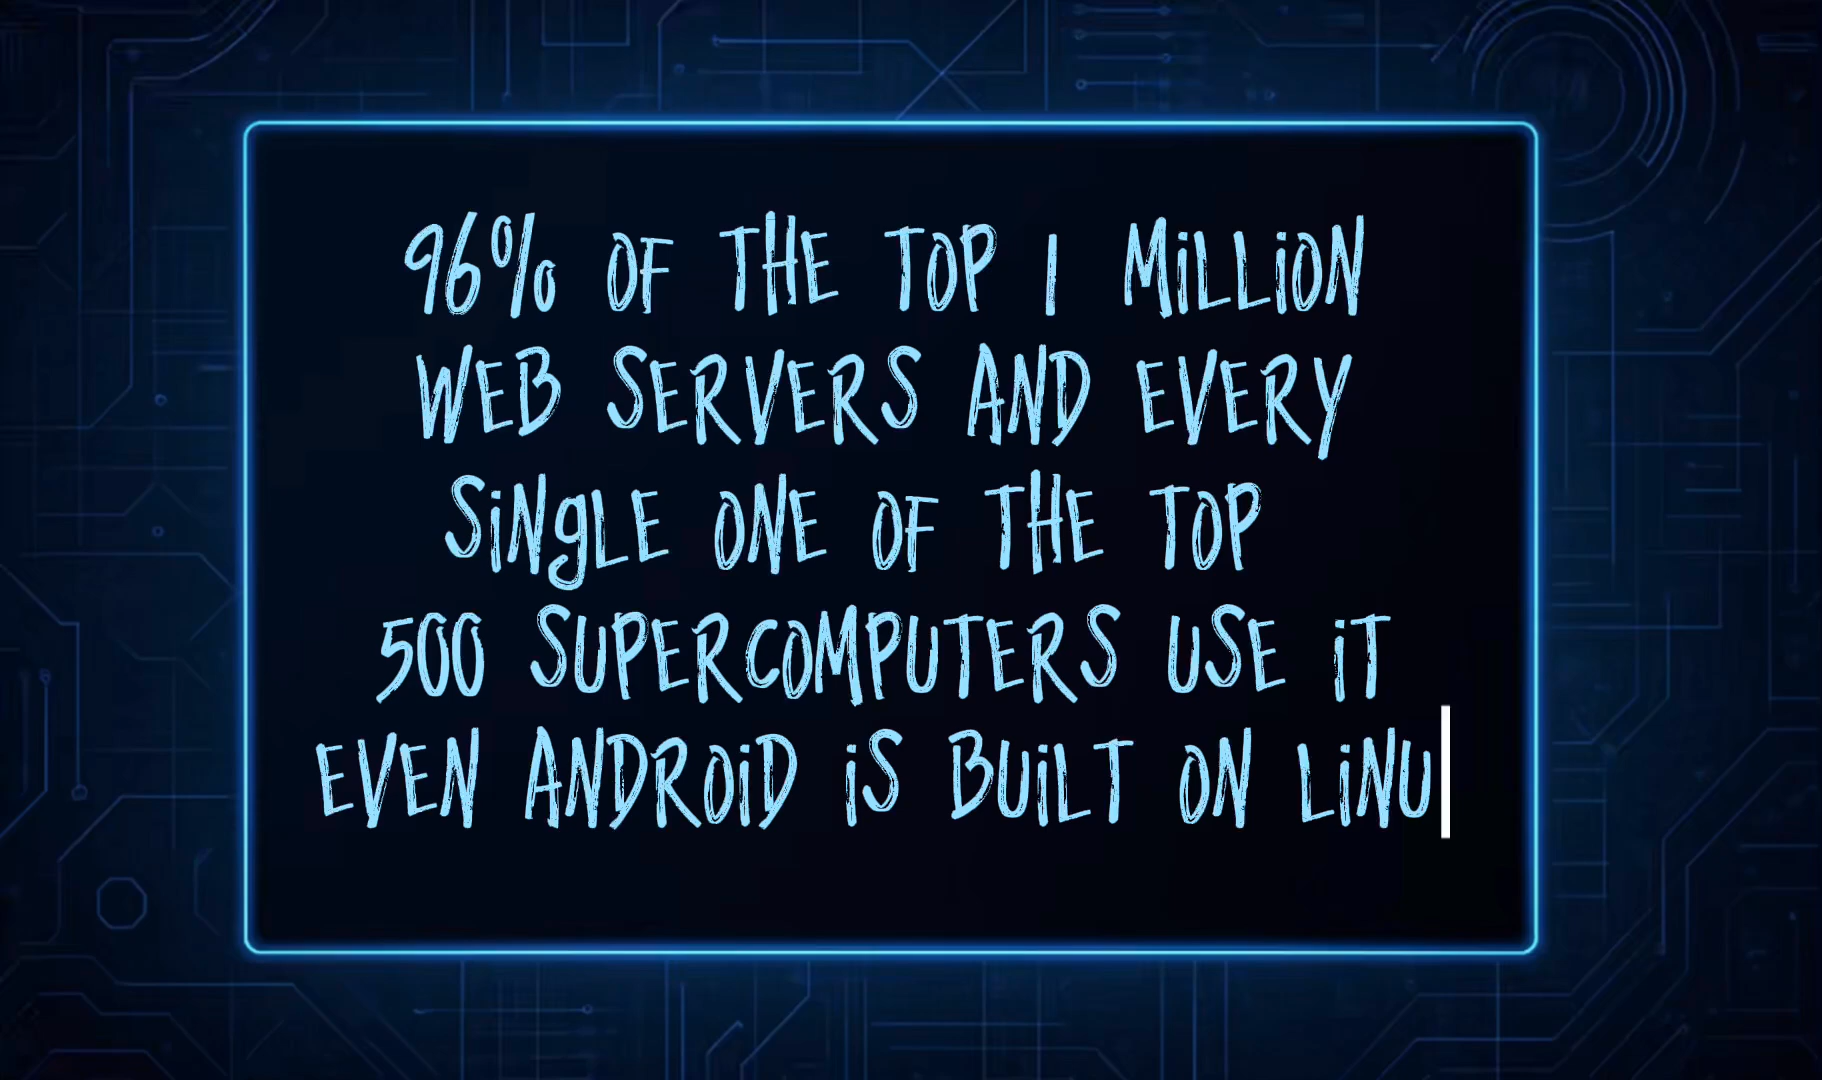 96% OF THE TOP 1 MiLLiON
WEB SERVERS AND EVERY
SiNgLE ONE OF THE TOP
500 SUPERCOMPUTERS USE iT
EVEN ANDROiD iS BUiLT ON LiNU